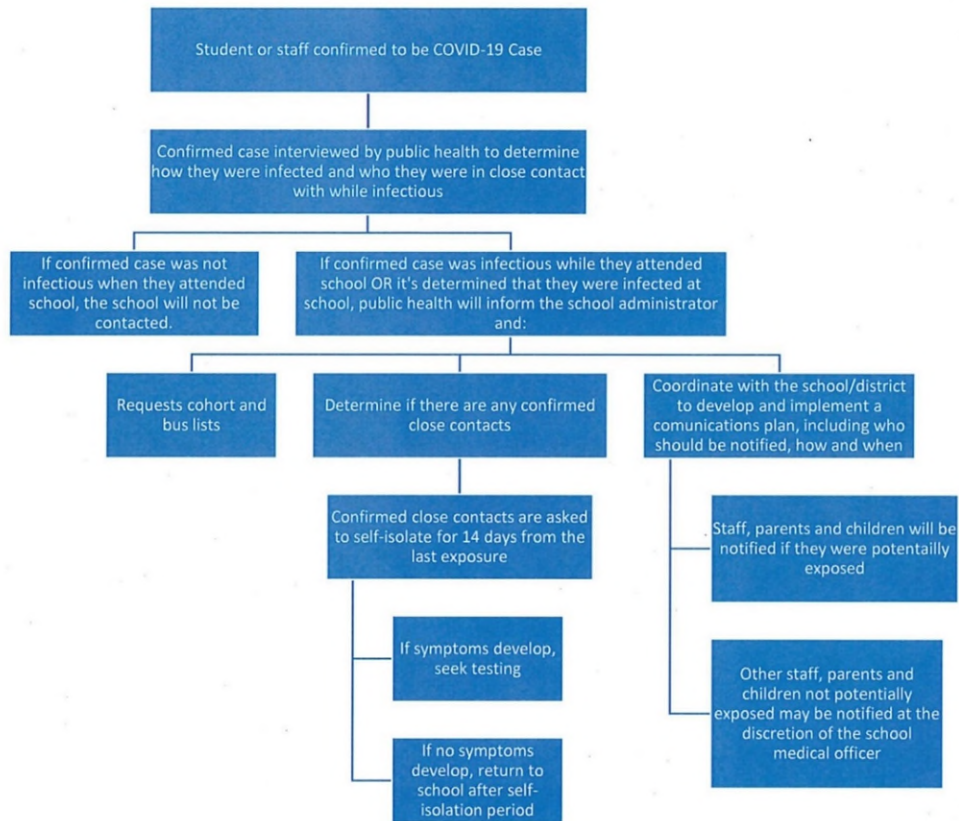 Student or staff confirmed to be COVID-19 Case
Confirmed case interviewed by public health to determine
how they were infected and who they were in close contact
with while infectious
If confirmed case was not
infectious when they attended
school, the school will not be
contacted.
If confirmed case was infectious while they attended
school OR it's determined that they were infected at
school, public health will inform the school administrator
and:
Requests cohort and
bus lists
Determine if there are any confirmed
close contacts
Coordinate with the school/district
to develop and implement a
comunications plan, including who
should be notified, how and when
Confirmed close contacts are asked
to self-isolate for 14 days from the
last exposure
Staff, parents and children will be
notified if they were potentailly
exposed
If symptoms develop,
seek testing
Other staff, parents and
children not potentially
exposed may be notified at the
discretion of the school
medical officer
If no symptoms
develop, return to
school after self-
isolation period